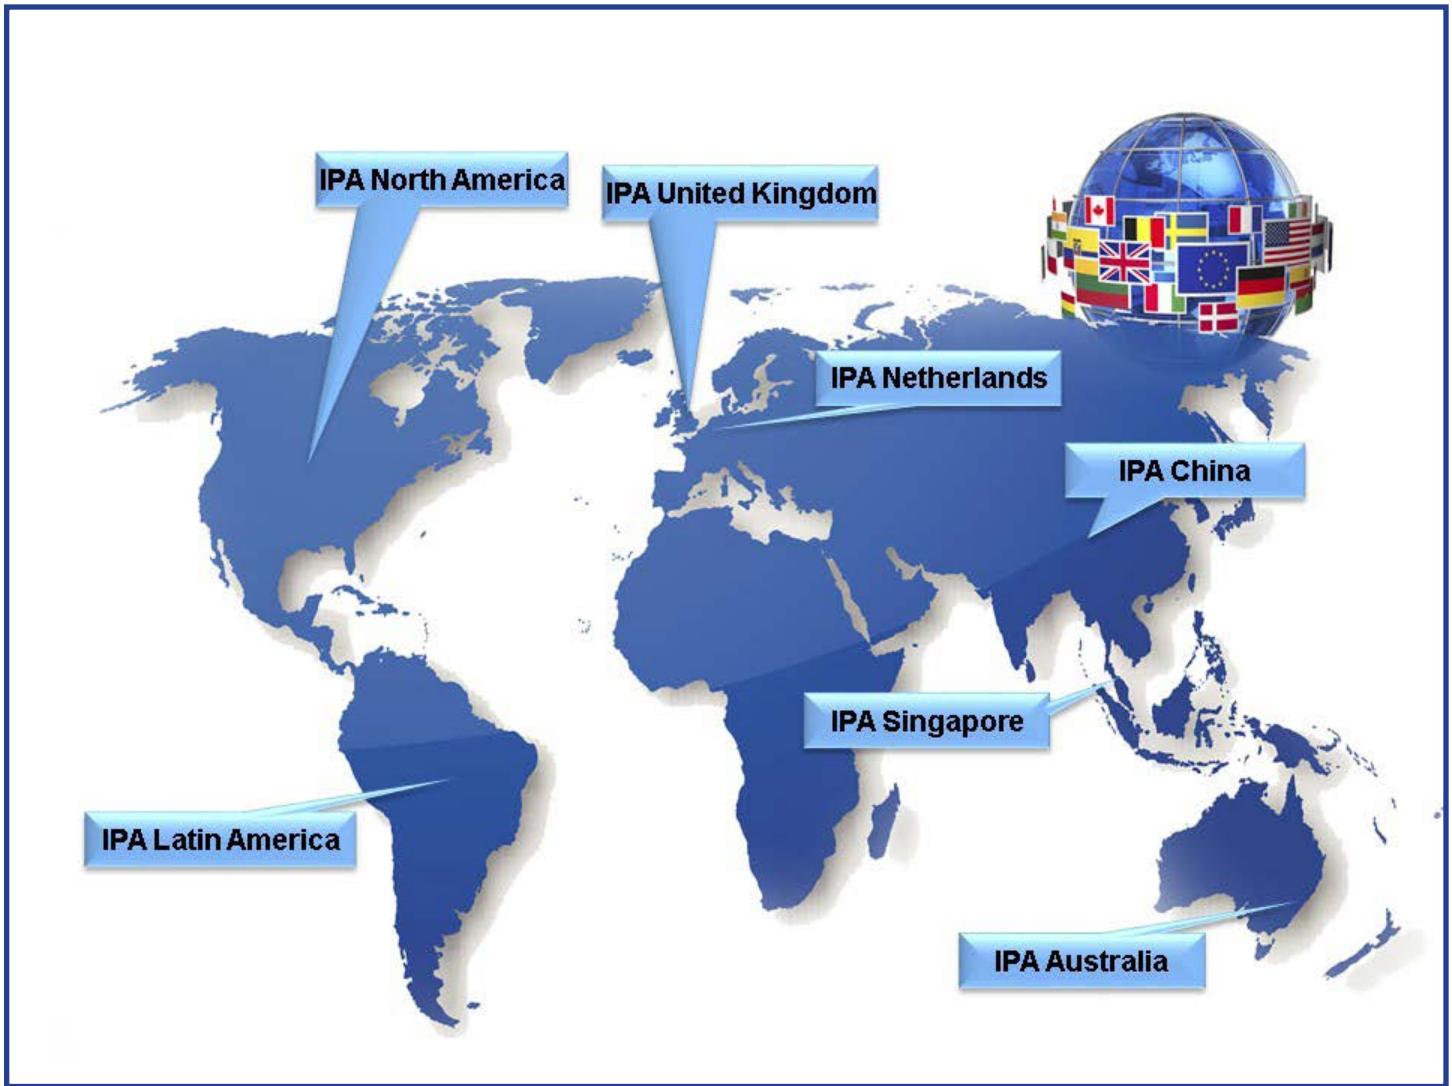 IPA North America
IPA United Kingdom
IPA Netherlands
IPA China
IPA Singapore
IPA Latin America
IPA Australia